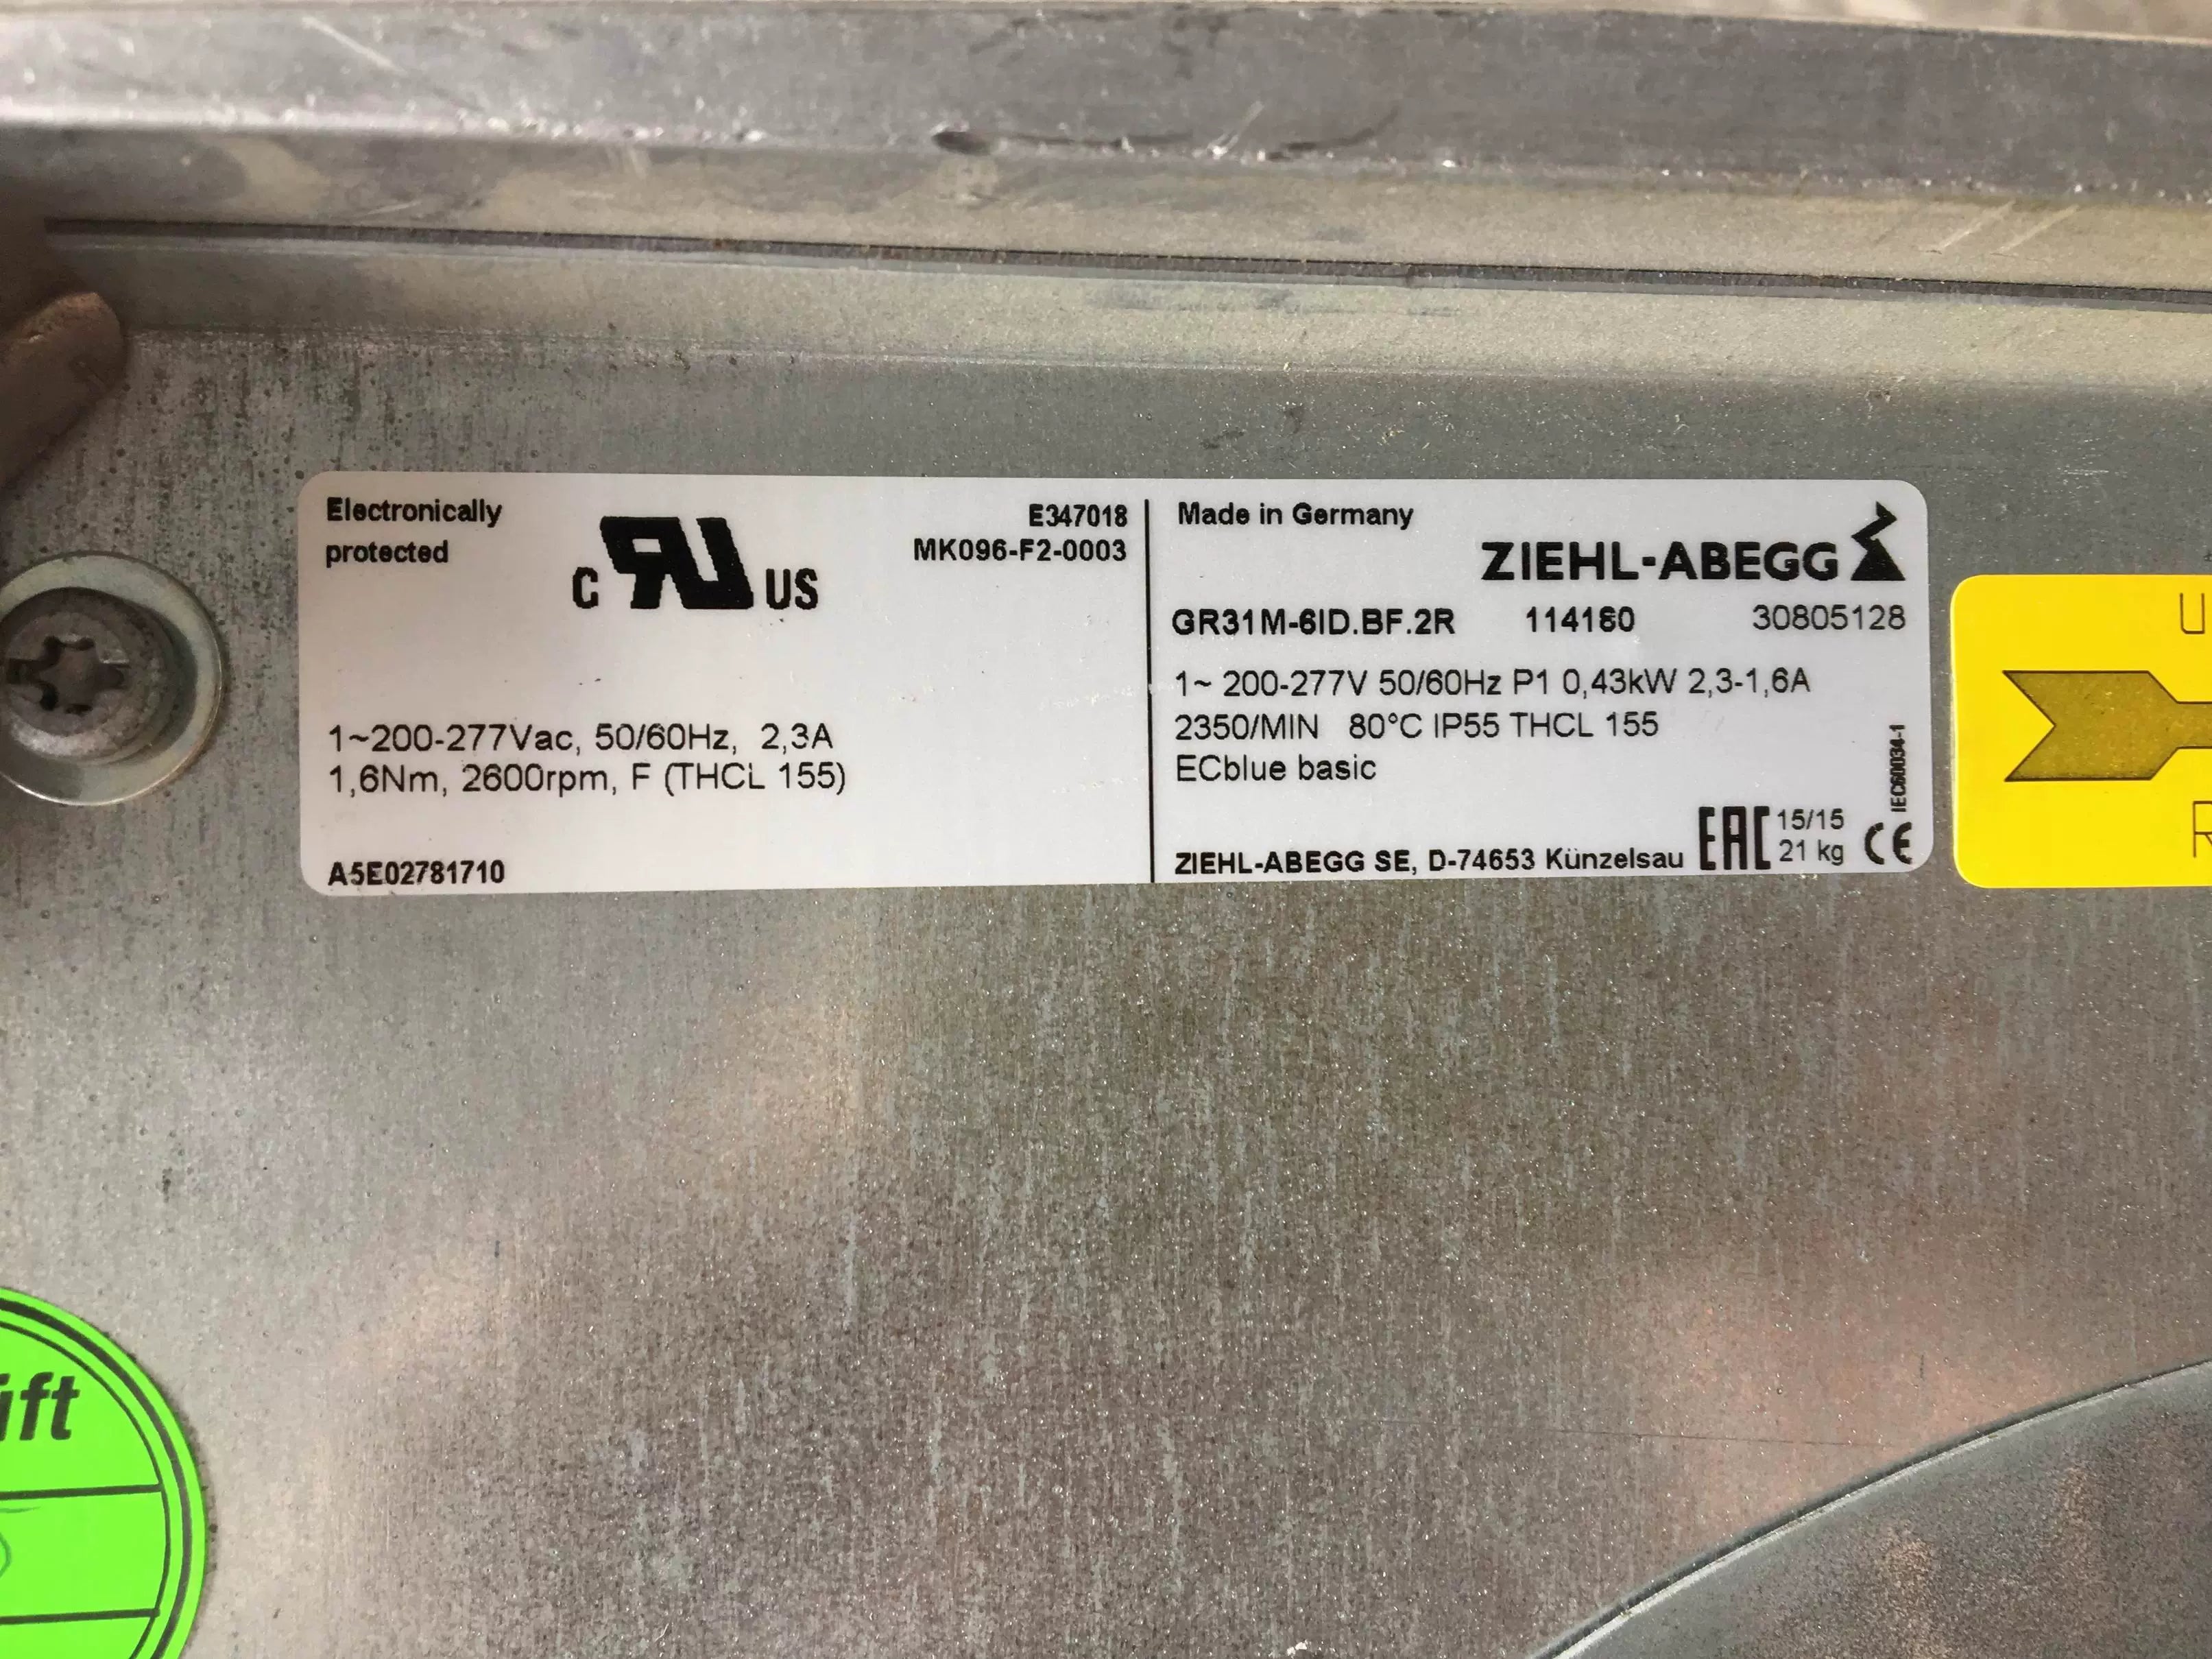 Electronically
protected
C RU US
E347018
MK096-F2-0003
1~200-277Vac, 50/60Hz, 2,3A
1,6Nm, 2600rpm, F (THCL 155)
A5E02781710
Made in Germany
ZIEHL-ABEGG
GR31M-6ID.BF.2R 114160 30805128
1~ 200-277V 50/60Hz P1 0,43kW 2,3-1,6A
2350/MIN 80°C IP55 THCL 155
ECblue basic
IEC60034-1
ZIEHL-ABEGG SE, D-74653 Künzelsau
EAC
15/15
21 kg
CE
U
R